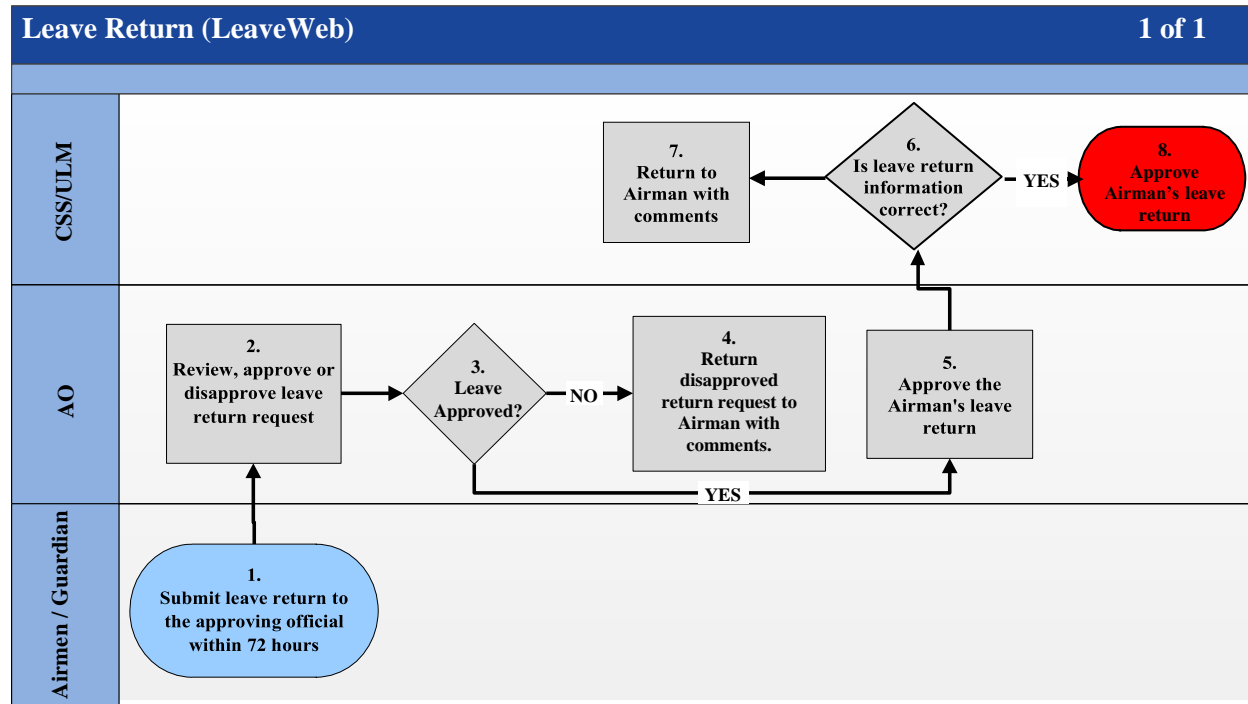 Leave Return (LeaveWeb)
1 of 1
CSS/ULM
7.
Return to
Airman with
comments
6.
Is leave return
information
correct?
YES
8.
Approve
Airman’s leave
return
AO
2.
Review, approve or
disapprove leave
return request
3.
Leave
Approved?
NO
4.
Return
disapproved
return request to
Airman with
comments.
5.
Approve the
Airman's leave
return
YES
Airmen / Guardian
1.
Submit leave return to
the approving official
within 72 hours